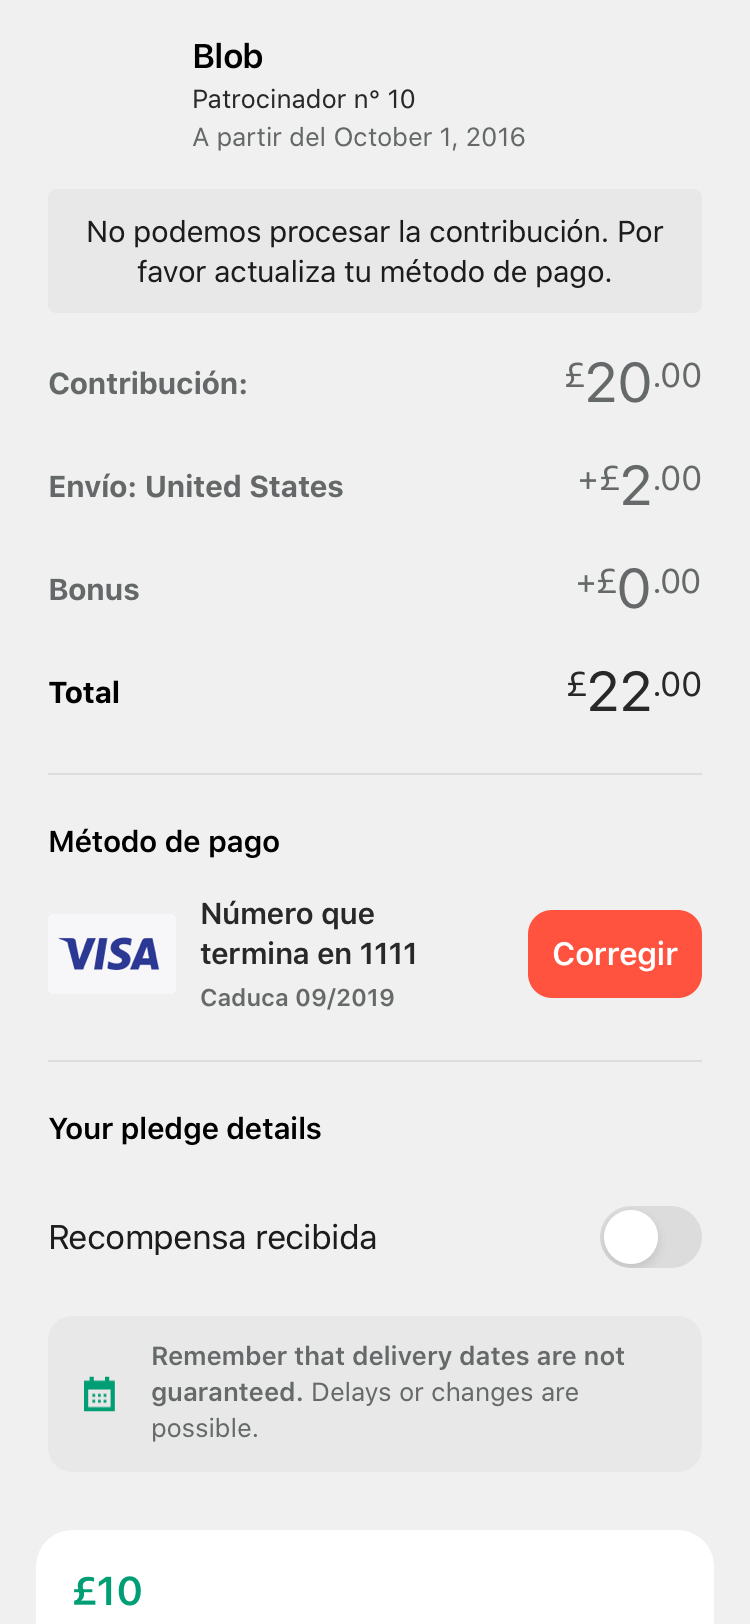 Blob
Patrocinador nº 10
A partir del October 1, 2016
No podemos procesar la contribución. Por
favor actualiza tu método de pago.
Contribución:
£20.00
Envío: United States
+£2.00
Bonus
+£0.00
Total
£22.00
Método de pago
VISA
Número que
termina en 1111
Caduca 09/2019
Corregir
Your pledge details
Recompensa recibida
Remember that delivery dates are not
guaranteed. Delays or changes are
possible.
£10